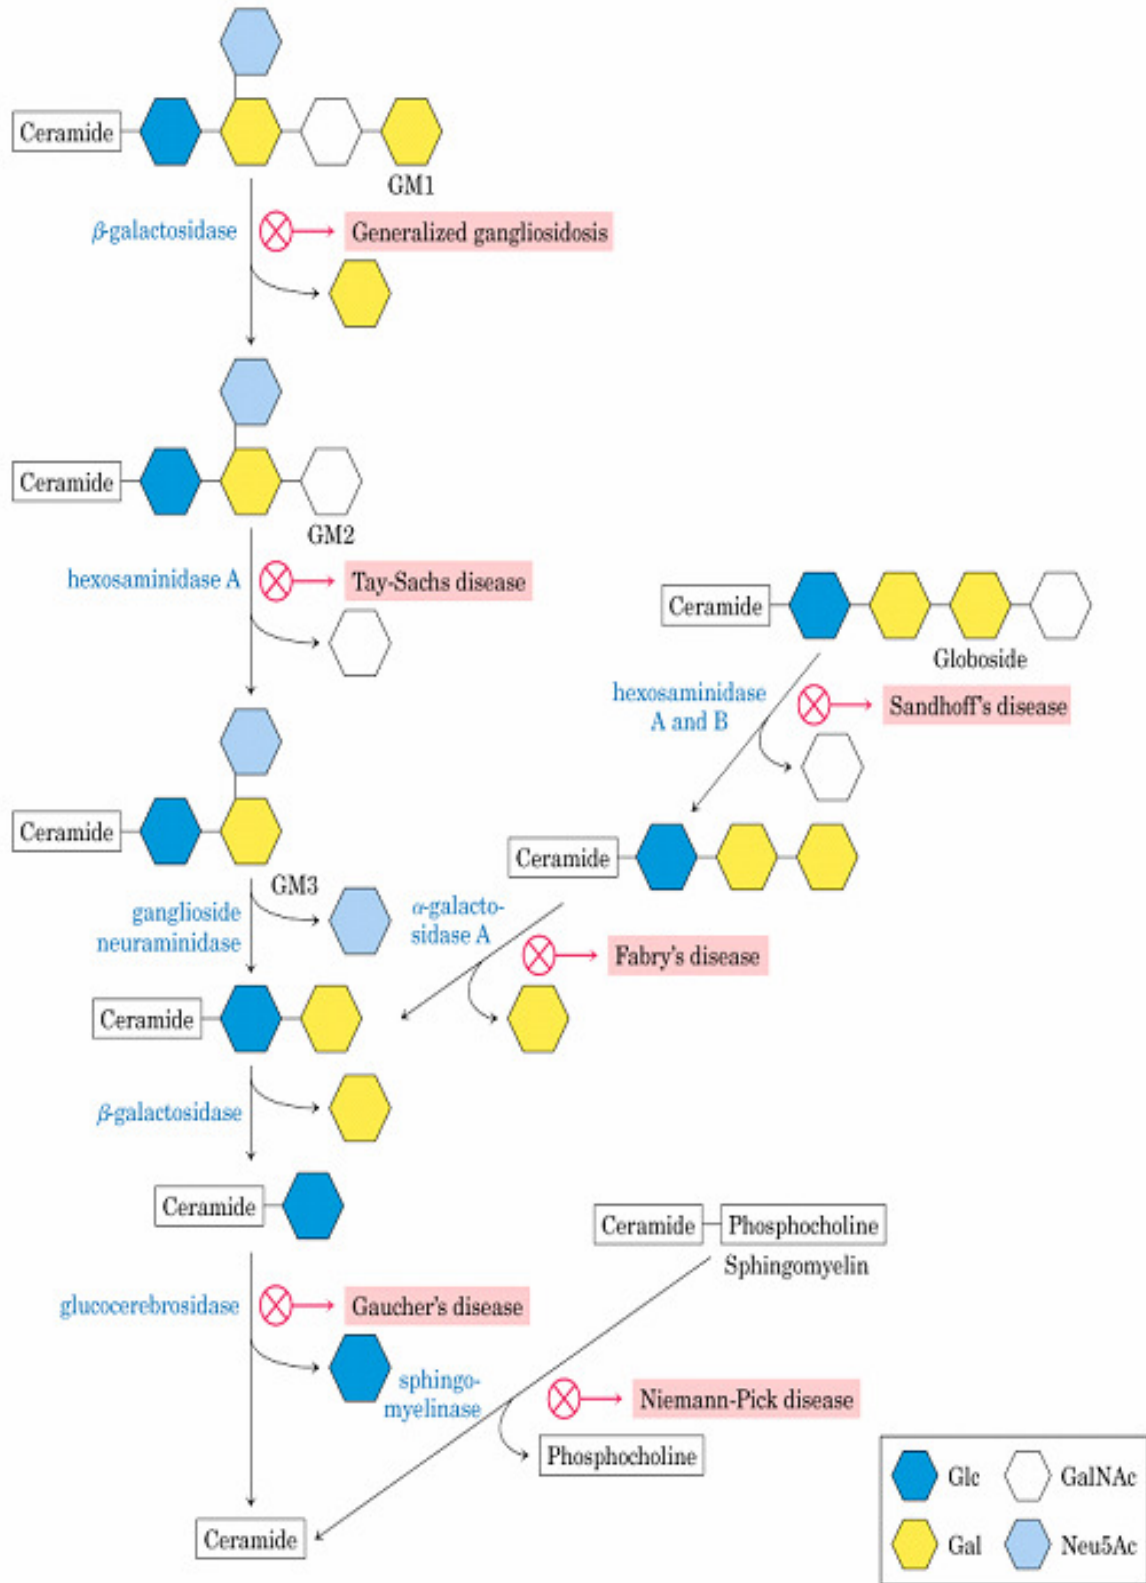 Ceramide
GM1
β-galactosidase
Generalized gangliosidosis
Ceramide
GM2
hexosaminidase A
Tay-Sachs disease
Ceramide
Globoside
hexosaminidase
A and B
Sandhoff's disease
Ceramide
GM3
ganglioside
neuraminidase
Ceramide
α-galacto-
sidase A
Fabry's disease
Ceramide
β-galactosidase
Ceramide
Ceramide
Phosphocholine
Sphingomyelin
glucocerebrosidase
Gaucher's disease
sphingo-
myelinase
Niemann-Pick disease
Phosphocholine
Ceramide
Glc
GalNAc
Gal
Neu5Ac